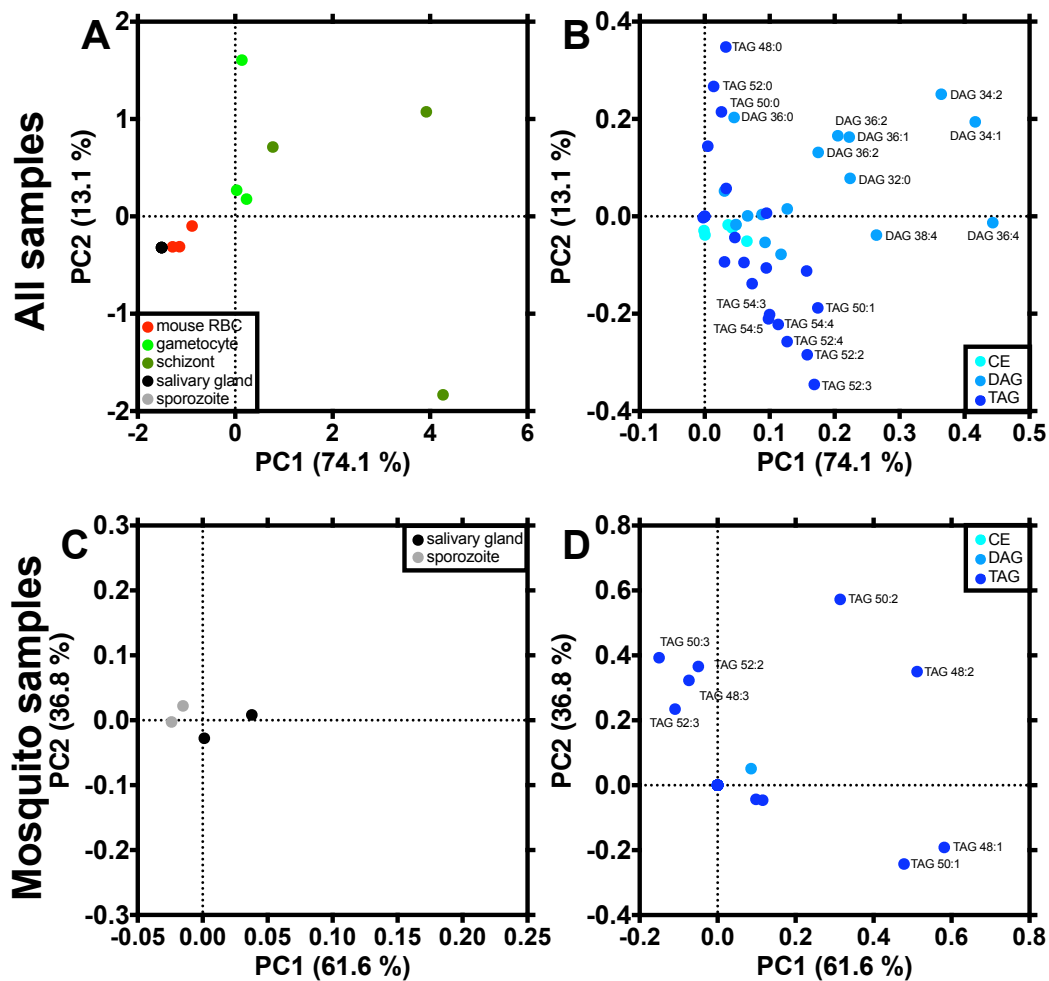 All samples
A
PC2 (13.1 %)
2
1
0
-1
-2
mouse RBC
gametocyte
schizont
salivary gland
sporozoite
-2
0
2
4
6
PC1 (74.1 %)
B
PC2 (13.1 %)
0.4
0.2
0.0
-0.2
-0.4
TAG 48:0
TAG 52:0
TAG 50:0
DAG 36:0
DAG 34:2
DAG 36:2
DAG 36:1
DAG 34:1
DAG 36:2
DAG 32:0
DAG 38:4
DAG 36:4
TAG 54:3
TAG 50:1
TAG 54:5
TAG 54:4
TAG 52:4
TAG 52:2
TAG 52:3
CE
DAG
TAG
-0.1
0.0
0.1
0.2
0.3
0.4
0.5
PC1 (74.1 %)
Mosquito samples
C
PC2 (36.8 %)
0.3
0.2
0.1
0.0
-0.1
-0.2
-0.3
salivary gland
sporozoite
-0.05
0.00
0.05
0.10
0.15
0.20
0.25
PC1 (61.6 %)
D
PC2 (36.8 %)
0.8
0.6
0.4
0.2
0.0
-0.2
-0.4
CE
DAG
TAG
TAG 50:2
TAG 50:3
TAG 52:2
TAG 48:2
TAG 48:3
TAG 52:3
TAG 48:1
TAG 50:1
-0.2
0.0
0.2
0.4
0.6
0.8
PC1 (61.6 %)